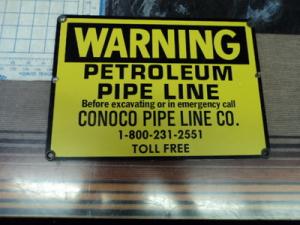 WARNING
PETROLEUM
PIPE LINE
Before excavating or in emergency call
CONOCO PIPE LINE CO.
1-800-231-2551
TOLL FREE